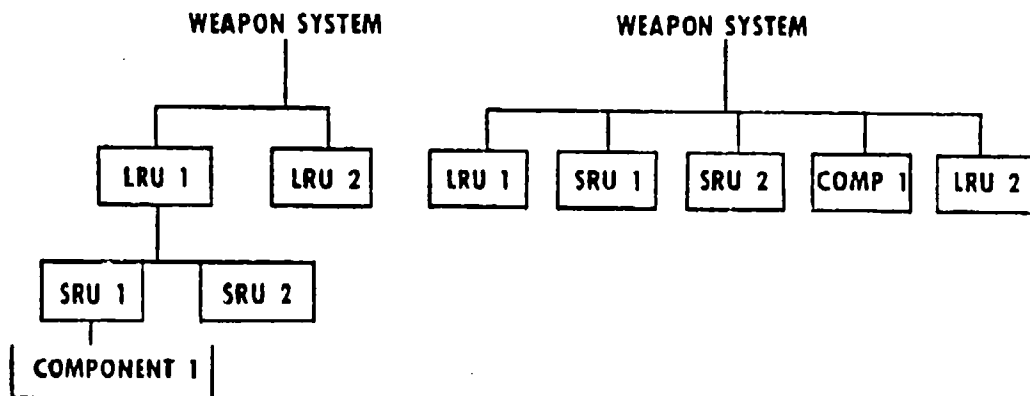 WEAPON SYSTEM
LRU 1
LRU 2
SRU 1
SRU 2
COMPONENT 1
WEAPON SYSTEM
LRU 1
SRU 1
SRU 2
COMP 1
LRU 2